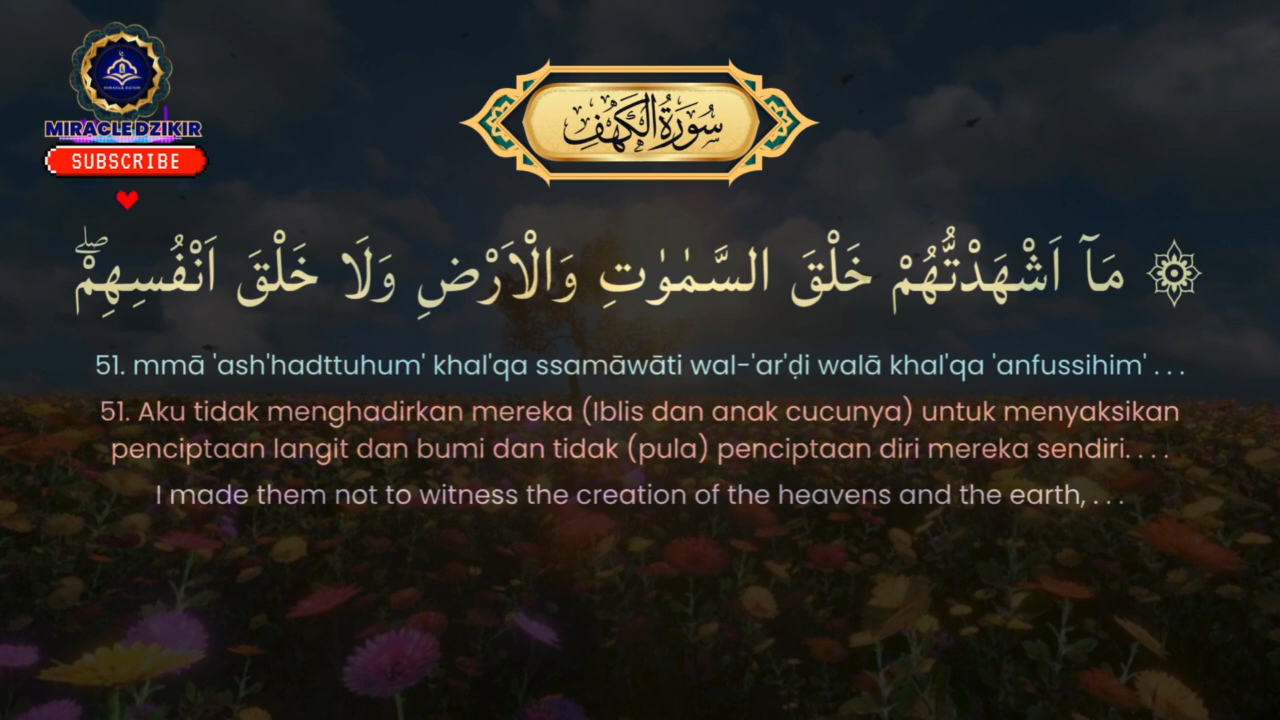 MIRACLE DZIKIR
SUBSCRIBE
سُورَةُ الْكَهْفِ
مَآ اَشْهَدْتُّهُمْ خَلْقَ السَّمٰوٰتِ وَالْاَرْضِ وَلَا خَلْقَ اَنْفُسِهِمْۖ
51. mmā 'ash'hadttuhum' khal'qa ssamāwāti wal-'ar'ḍi walā khal'qa 'anfussihim' . . .
51. Aku tidak menghadirkan mereka (Iblis dan anak cucunya) untuk menyaksikan
penciptaan langit dan bumi dan tidak (pula) penciptaan diri mereka sendiri. . . .
I made them not to witness the creation of the heavens and the earth, . . .